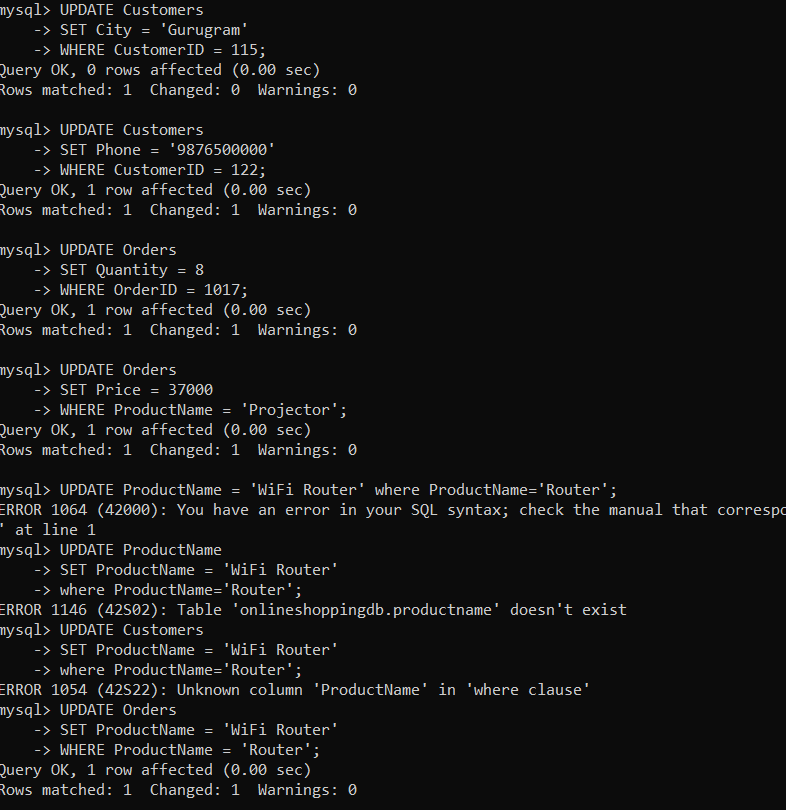 mysql> UPDATE Customers
    -> SET City = 'Gurugram'
    -> WHERE CustomerID = 115;
Query OK, 0 rows affected (0.00 sec)
Rows matched: 1  Changed: 0  Warnings: 0

mysql> UPDATE Customers
    -> SET Phone = '9876500000'
    -> WHERE CustomerID = 122;
Query OK, 1 row affected (0.00 sec)
Rows matched: 1  Changed: 1  Warnings: 0

mysql> UPDATE Orders
    -> SET Quantity = 8
    -> WHERE OrderID = 1017;
Query OK, 1 row affected (0.00 sec)
Rows matched: 1  Changed: 1  Warnings: 0

mysql> UPDATE Orders
    -> SET Price = 37000
    -> WHERE ProductName = 'Projector';
Query OK, 1 row affected (0.00 sec)
Rows matched: 1  Changed: 1  Warnings: 0

mysql> UPDATE ProductName = 'WiFi Router' where ProductName='Router';
ERROR 1064 (42000): You have an error in your SQL syntax; check the manual that correspo
' at line 1
mysql> UPDATE ProductName
    -> SET ProductName = 'WiFi Router'
    -> where ProductName='Router';
ERROR 1146 (42S02): Table 'onlineshoppingdb.productname' doesn't exist
mysql> UPDATE Customers
    -> SET ProductName = 'WiFi Router'
    -> where ProductName='Router';
ERROR 1054 (42S22): Unknown column 'ProductName' in 'where clause'
mysql> UPDATE Orders
    -> SET ProductName = 'WiFi Router'
    -> WHERE ProductName = 'Router';
Query OK, 1 row affected (0.00 sec)
Rows matched: 1  Changed: 1  Warnings: 0